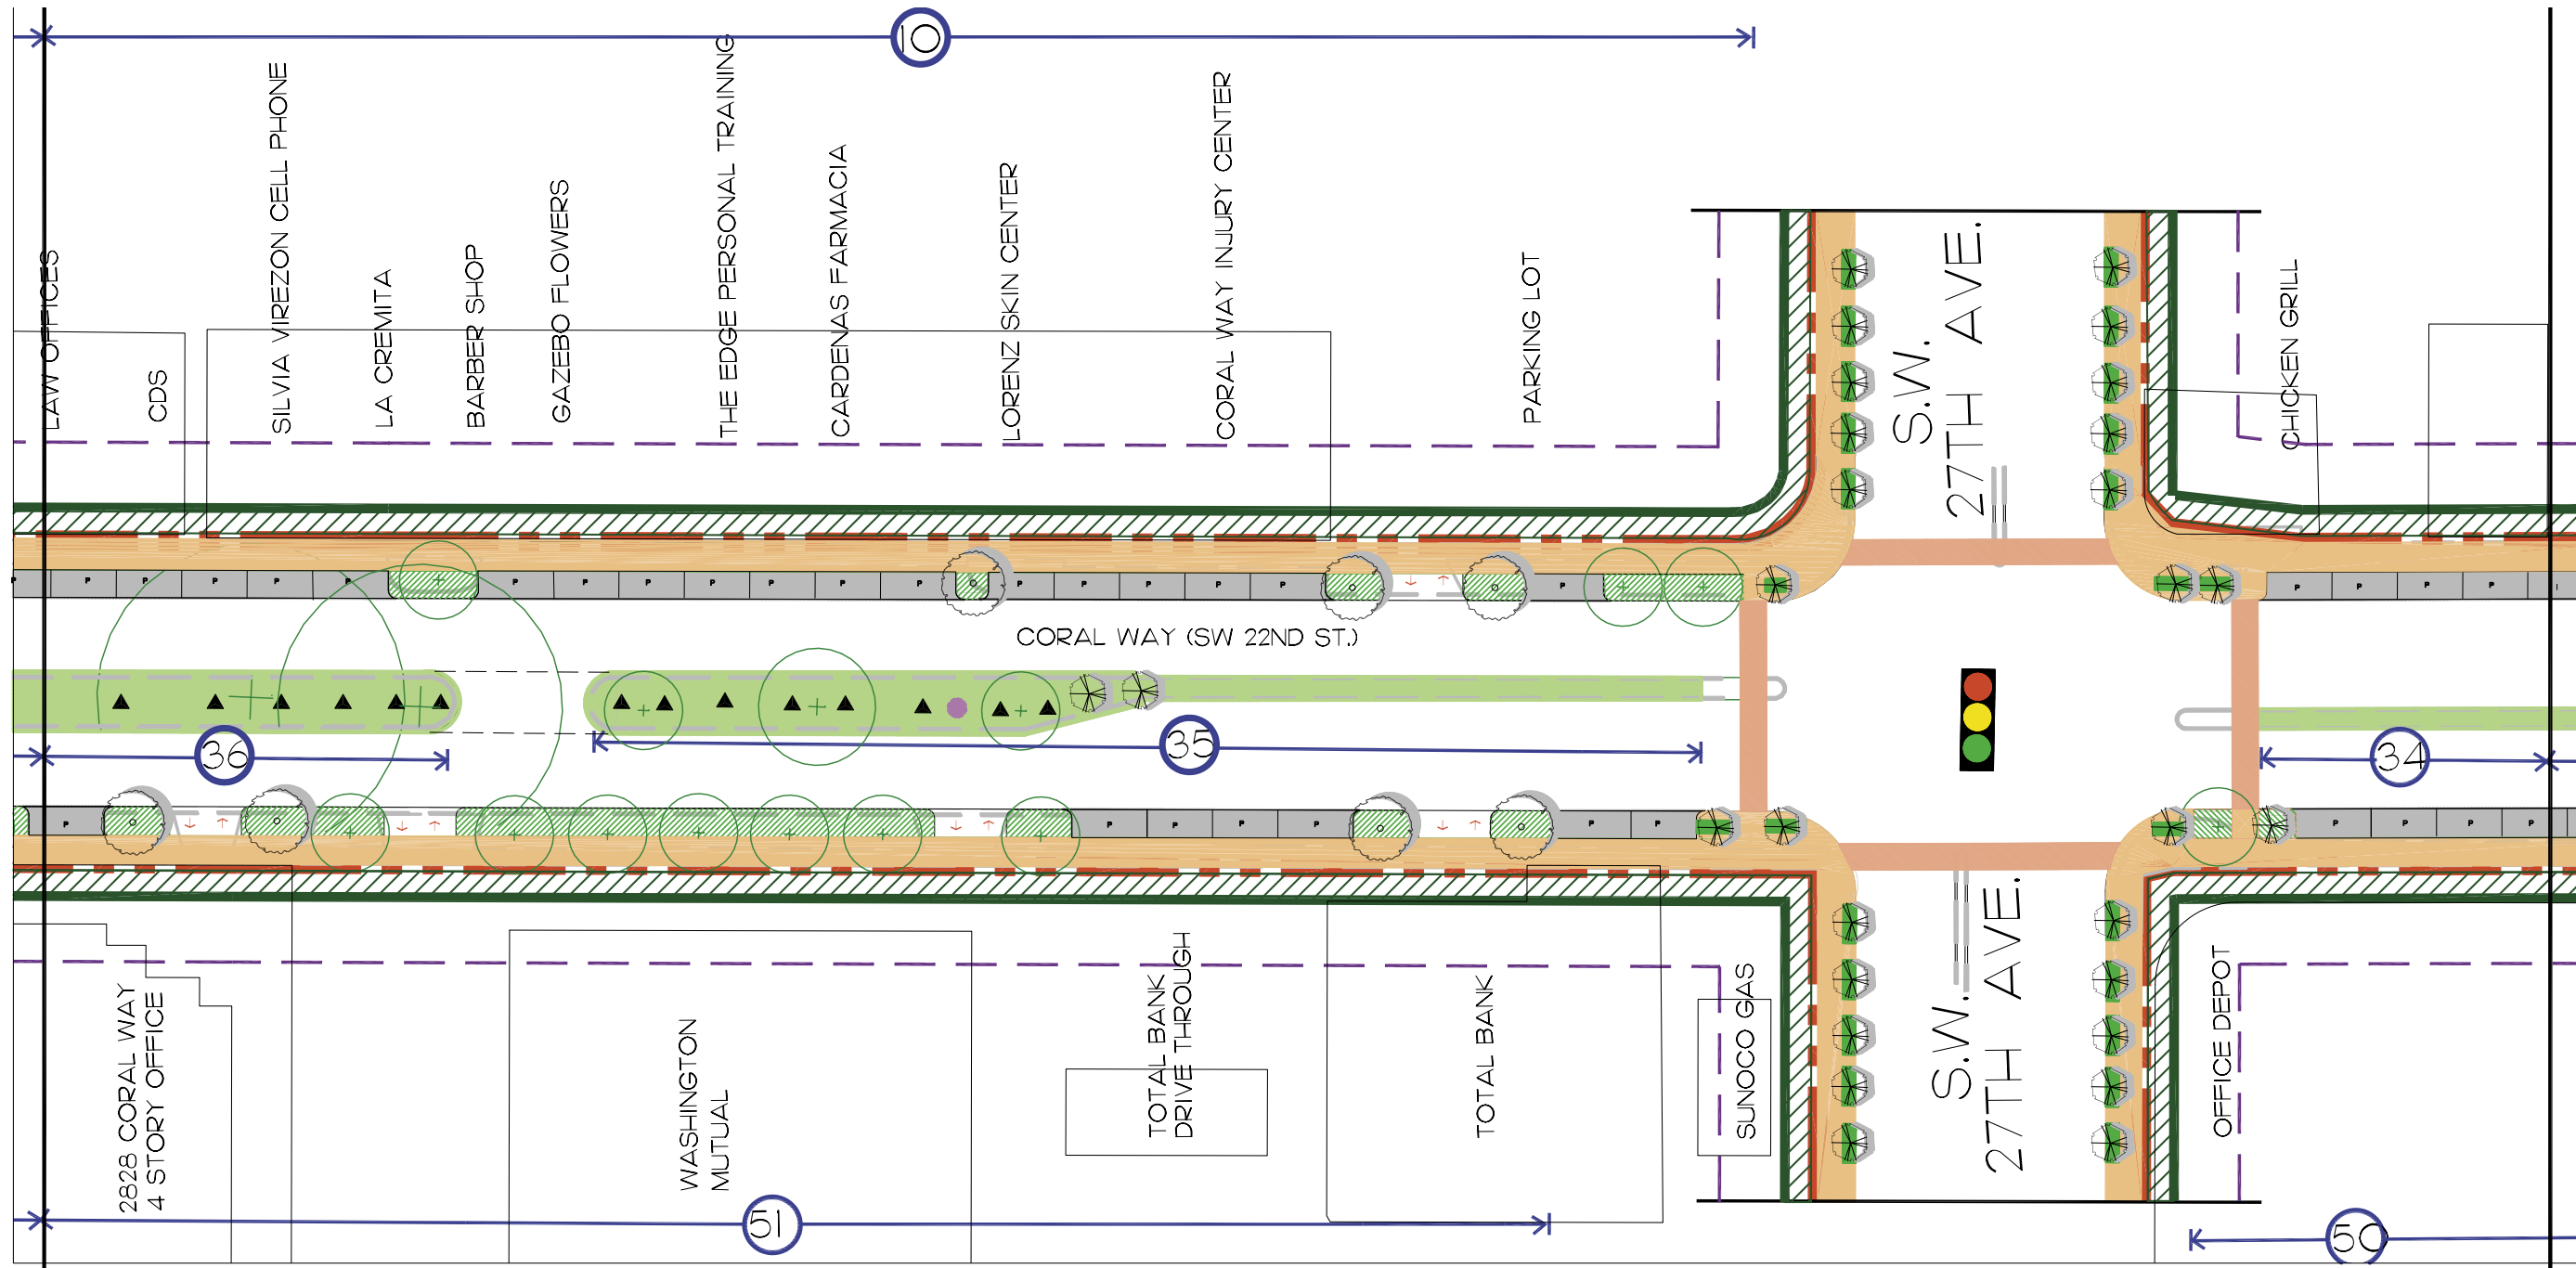 10
LAW OFFICES
CDS
SILVIA VIREZON CELL PHONE
LA CREMITA
BARBER SHOP
GAZEBO FLOWERS
THE EDGE PERSONAL TRAINING
CARDENAS FARMACIA
LORENZ SKIN CENTER
CORAL WAY INJURY CENTER
PARKING LOT
S.W.
27TH AVE.
CHICKEN GRILL
P P P P P P P P P P P P P P P P P P P P P P P
CORAL WAY (SW 22ND ST.)
36
35
34
P P P P P P P P P P P
2828 CORAL WAY
4 STORY OFFICE
WASHINGTON
MUTUAL
TOTAL BANK
DRIVE THROUGH
TOTAL BANK
SUNOCO GAS
S.W.
27TH AVE.
OFFICE DEPOT
51
50